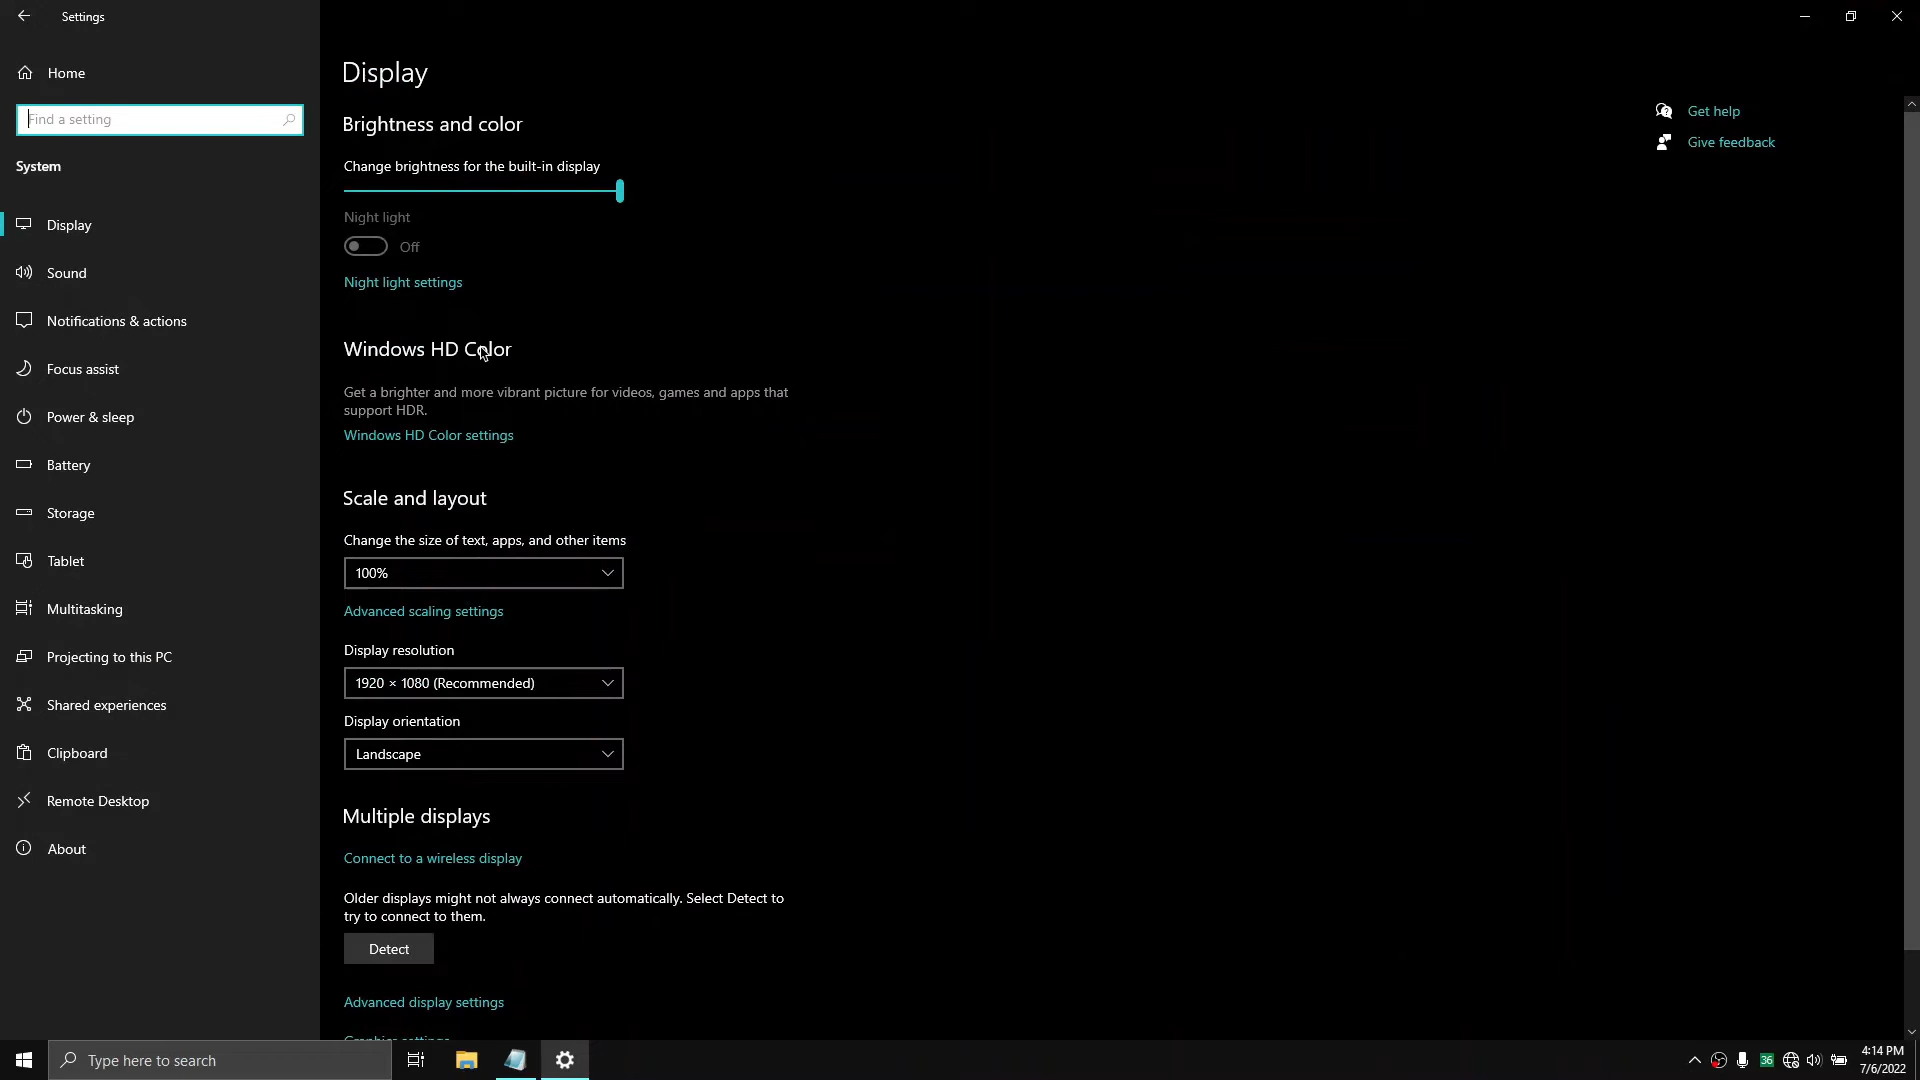 Settings
Home
Find a setting
System
Display
Sound
Notifications & actions
Focus assist
Power & sleep
Battery
Storage
Tablet
Multitasking
Projecting to this PC
Shared experiences
Clipboard
Remote Desktop
About
Display
Brightness and color
Change brightness for the built-in display
Night light
Off
Night light settings
Windows HD Color
Get a brighter and more vibrant picture for videos, games and apps that
support HDR.
Windows HD Color settings
Scale and layout
Change the size of text, apps, and other items
100%
Advanced scaling settings
Display resolution
1920 × 1080 (Recommended)
Display orientation
Landscape
Multiple displays
Connect to a wireless display
Older displays might not always connect automatically. Select Detect to
try to connect to them.
Detect
Advanced display settings
Graphics settings
Get help
Give feedback
Type here to search
36
4:14 PM
7/6/2022